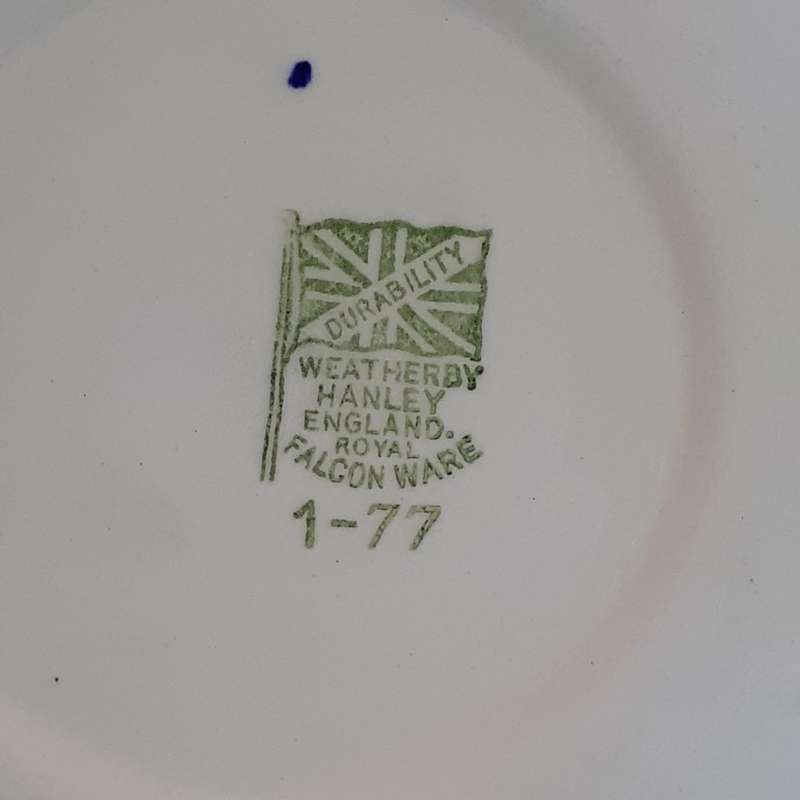 DURABILITY
WEATHERBY
HANLEY
ENGLAND.
ROYAL
FALCON WARE
1-77